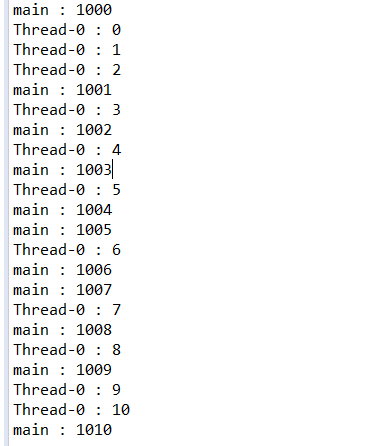 main : 1000
Thread-0 : 0
Thread-0 : 1
Thread-0 : 2
main : 1001
Thread-0 : 3
main : 1002
Thread-0 : 4
main : 1003
Thread-0 : 5
main : 1004
main : 1005
Thread-0 : 6
main : 1006
main : 1007
Thread-0 : 7
main : 1008
Thread-0 : 8
main : 1009
Thread-0 : 9
Thread-0 : 10
main : 1010